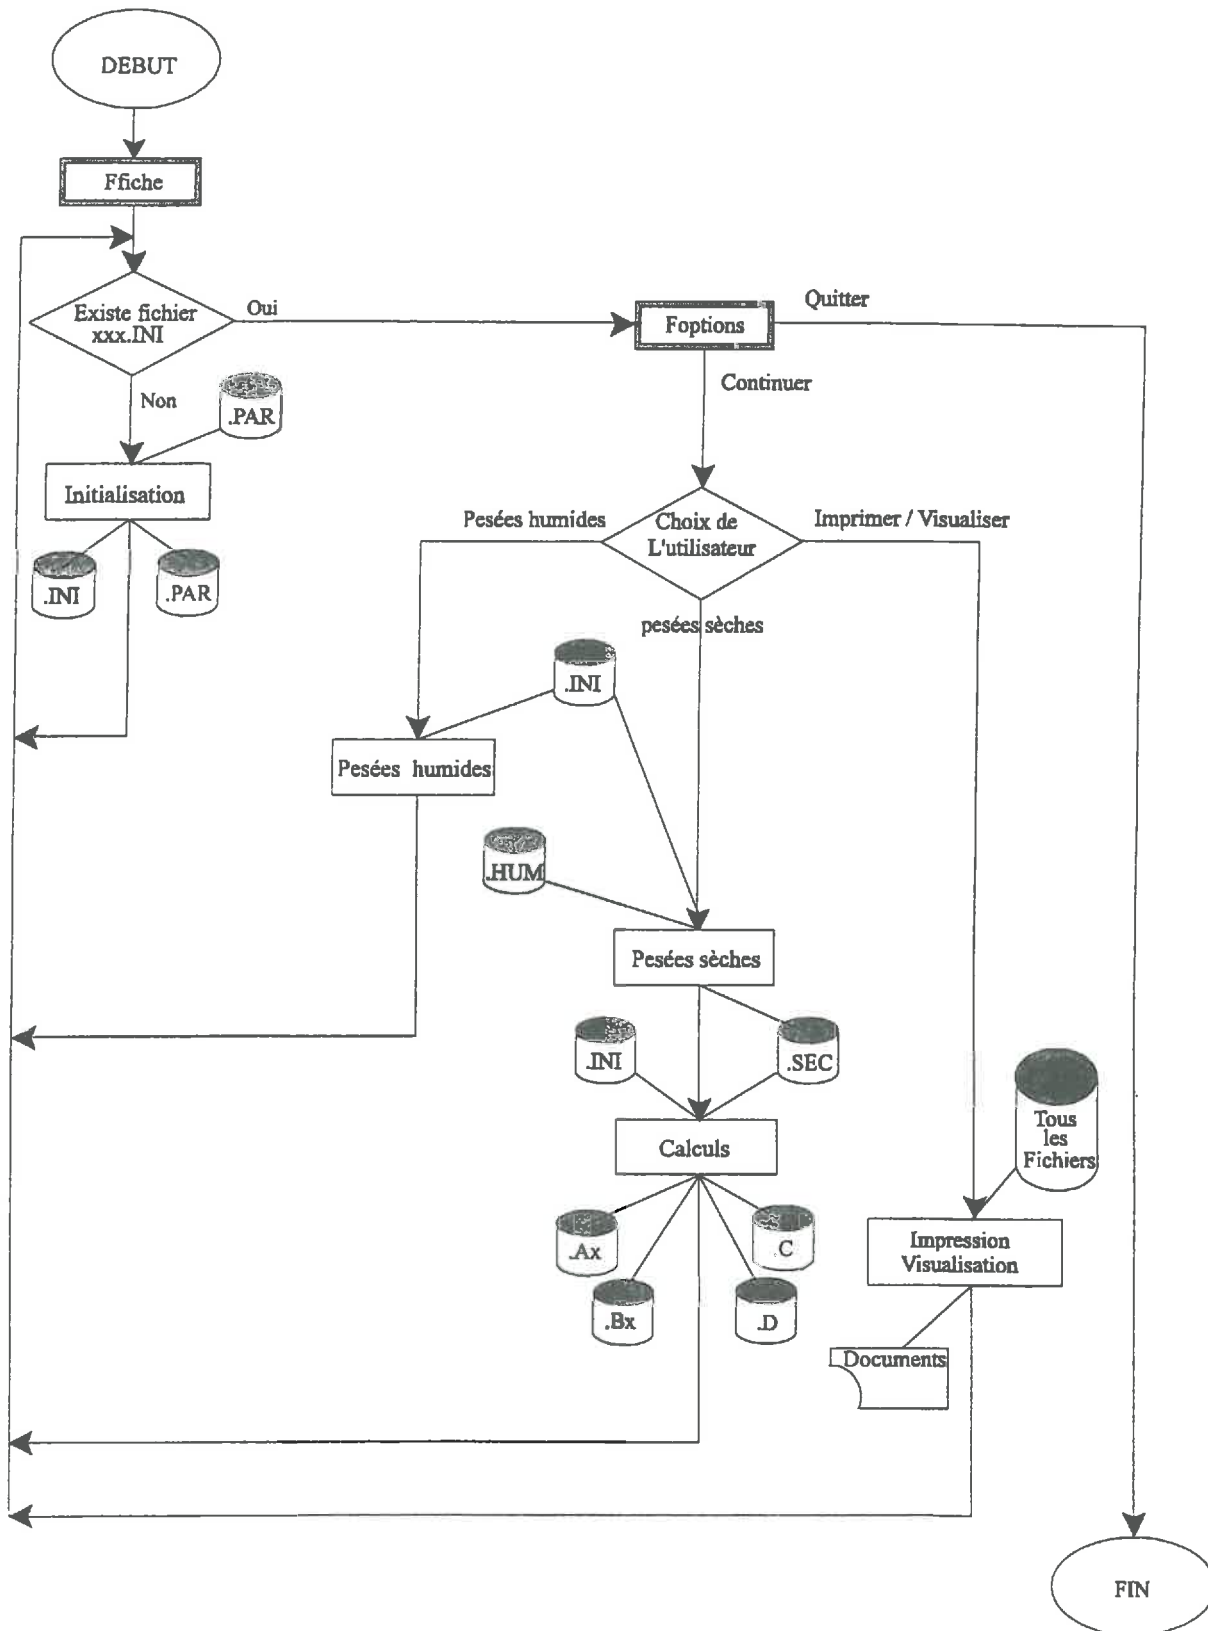 DEBUT
Ffiche
Existe fichier
xxx.INI
Oui
Non
.PAR
Initialisation
.INI
.PAR
Foptions
Quitter
Continuer
Pesées humides
Choix de
L'utilisateur
Imprimer / Visualiser
pesées sèches
.INI
Pesées humides
.HUM
Pesées sèches
.INI
.SEC
Calculs
.Ax
.C
.Bx
.D
Tous
les
Fichiers
Impression
Visualisation
Documents
FIN